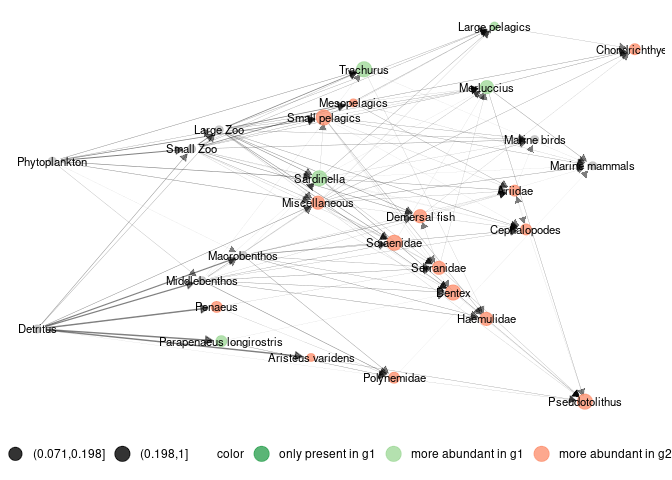 Large pelagics
Chondrichthye
Trachurus
Merluccius
Mesopelagics
Small pelagics
Large Zoo
Marine birds
Small Zoo
Phytoplankton
Marine mammals
Sardinella
Ariidae
Miscellaneous
Demersal fish
Cephalopodes
Sciaenidae
Macrobenthos
Serranidae
Middlebenthos
Dentex
Penaeus
Haemulidae
Detritus
Parapenaeus longirostris
Aristeus varidens
Polynemidae
Pseudotolithus
(0.071,0.198] (0.198,1] color only present in g1 more abundant in g1 more abundant in g2